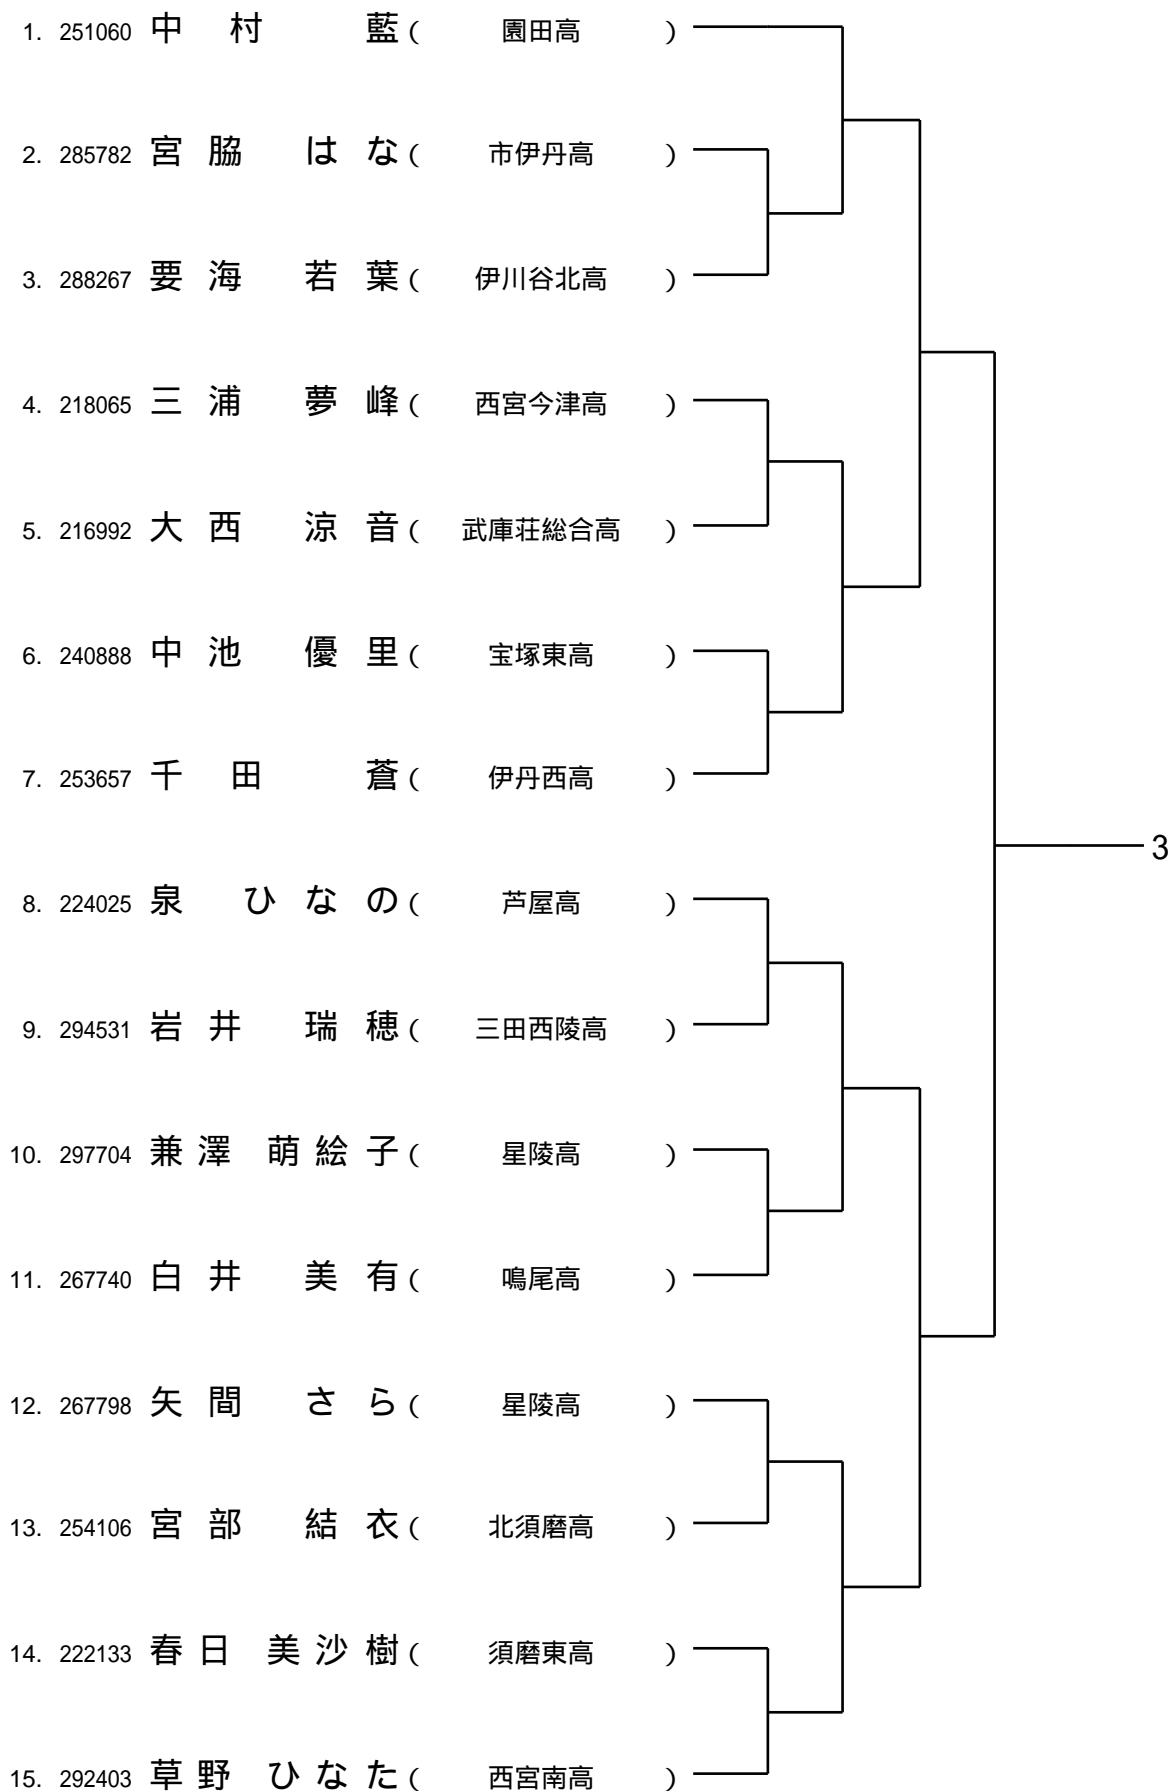 1. 251060 中村 藍 ( 園田高 )
2. 285782 宮脇 はな ( 市伊丹高 )
3. 288267 要海 若葉 ( 伊川谷北高 )
4. 218065 三浦 夢峰 ( 西宮今津高 )
5. 216992 大西 涼音 ( 武庫荘総合高 )
6. 240888 中池 優里 ( 宝塚東高 )
7. 253657 千田 蒼 ( 伊丹西高 )
3
8. 224025 泉 ひなの ( 芦屋高 )
9. 294531 岩井 瑞穂 ( 三田西陵高 )
10. 297704 兼澤 萌絵子 ( 星陵高 )
11. 267740 白井 美有 ( 鳴尾高 )
12. 267798 矢間 さら ( 星陵高 )
13. 254106 宮部 結衣 ( 北須磨高 )
14. 222133 春日 美沙樹 ( 須磨東高 )
15. 292403 草野 ひなた ( 西宮南高 )